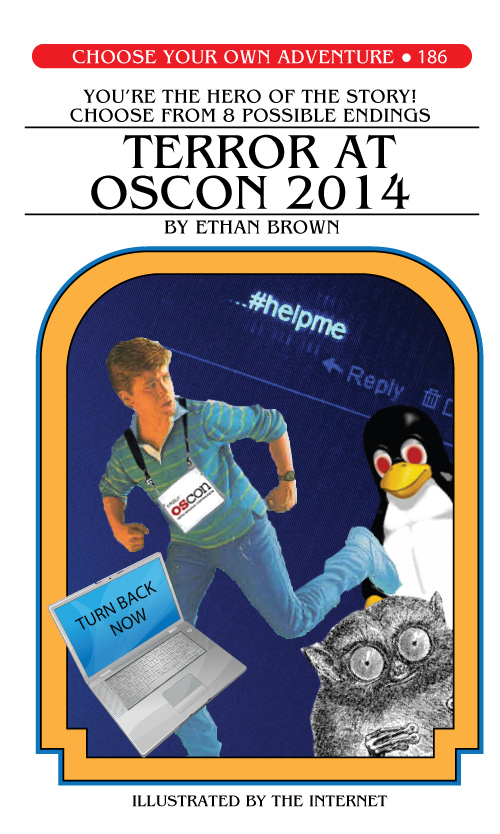 CHOOSE YOUR OWN ADVENTURE • 186
YOU'RE THE HERO OF THE STORY!
CHOOSE FROM 8 POSSIBLE ENDINGS
TERROR AT
OSCON 2014
BY ETHAN BROWN
...#helpme
Reply
D
OSCON
TURN BACK
NOW
ILLUSTRATED BY THE INTERNET